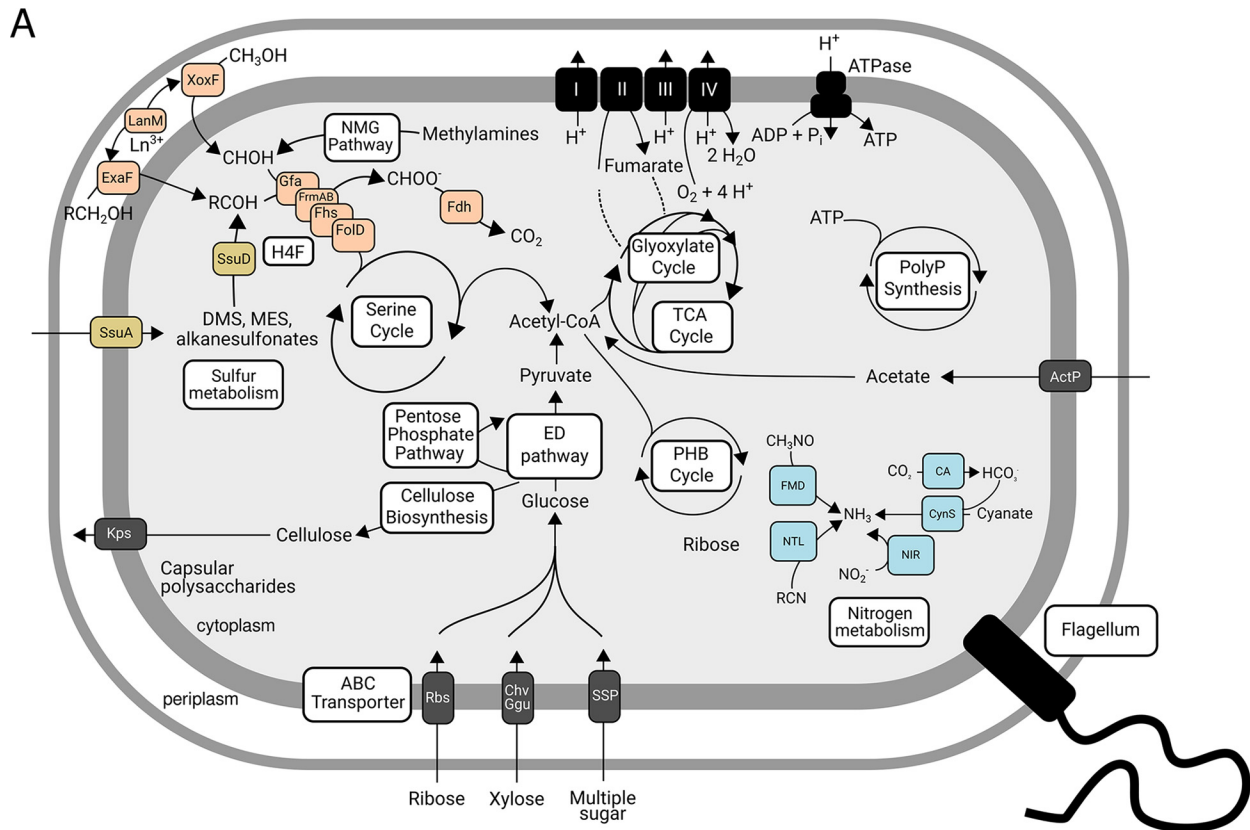 A
CH3OH
XoxF
LanM
Ln3+
ExaF
RCH2OH
CHOH
RCOH
NMG
Pathway
Methylamines
Gfa
FrmAB
Fhs
FolD
CHOO-
Fdh
CO2
H4F
SsuD
SsuA
DMS, MES,
alkanesulfonates
Sulfur
metabolism
Serine
Cycle
I
II
III
IV
H+
H+
H+
2 H2O
Fumarate
O2 + 4 H+
H+
ATPase
ADP + Pi
ATP
Glyoxylate
Cycle
TCA
Cycle
ATP
PolyP
Synthesis
Acetyl-CoA
Pyruvate
Acetate
ActP
Pentose
Phosphate
Pathway
ED
pathway
Cellulose
Biosynthesis
Glucose
PHB
Cycle
Kps
Cellulose
Capsular
polysaccharides
cytoplasm
periplasm
Ribose
CH3NO
FMD
NTL
RCN
NH3
CO2
CA
HCO3-
CynS
Cyanate
NIR
NO2-
Nitrogen
metabolism
Flagellum
ABC
Transporter
Rbs
Chv
Ggu
SSP
Ribose
Xylose
Multiple
sugar